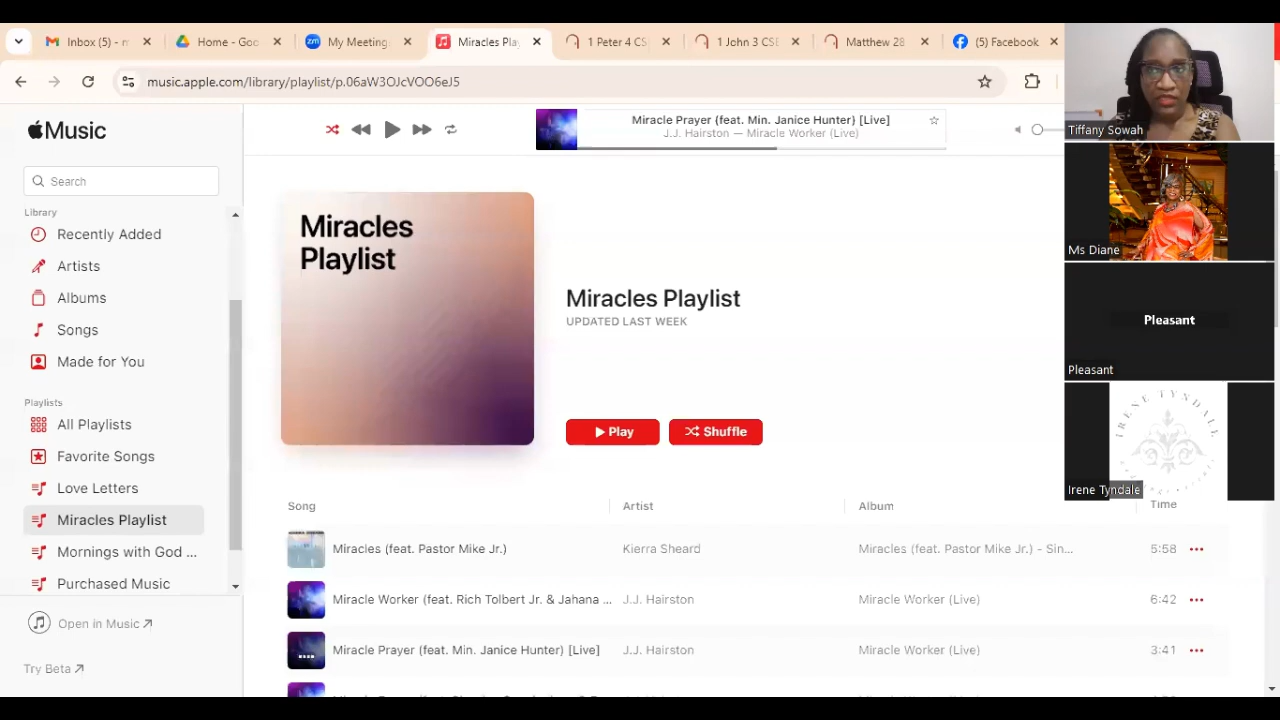 Inbox (5) - m
Home - Goo
My Meeting
Miracles Play
1 Peter 4 CS
1 John 3 CSE
Matthew 28
(5) Facebook
music.apple.com/library/playlist/p.06aW3OJcVOO6eJ5
Music
Search
Library
Recently Added
Artists
Albums
Songs
Made for You
Playlists
All Playlists
Favorite Songs
Love Letters
Miracles Playlist
Mornings with God ...
Purchased Music
Open in Music
Try Beta
Miracle Prayer (feat. Min. Janice Hunter) [Live]
J.J. Hairston — Miracle Worker (Live)
Miracles
Playlist
Miracles Playlist
UPDATED LAST WEEK
Play
Shuffle
Song Artist Album Time
Miracles (feat. Pastor Mike Jr.) Kierra Sheard Miracles (feat. Pastor Mike Jr.) - Sin... 5:58
Miracle Worker (feat. Rich Tolbert Jr. & Jahana ... J.J. Hairston Miracle Worker (Live) 6:42
Miracle Prayer (feat. Min. Janice Hunter) [Live] J.J. Hairston Miracle Worker (Live) 3:41
Tiffany Sowah
Ms Diane
Pleasant
Pleasant
IRENE TYNDALE
Irene Tyndale